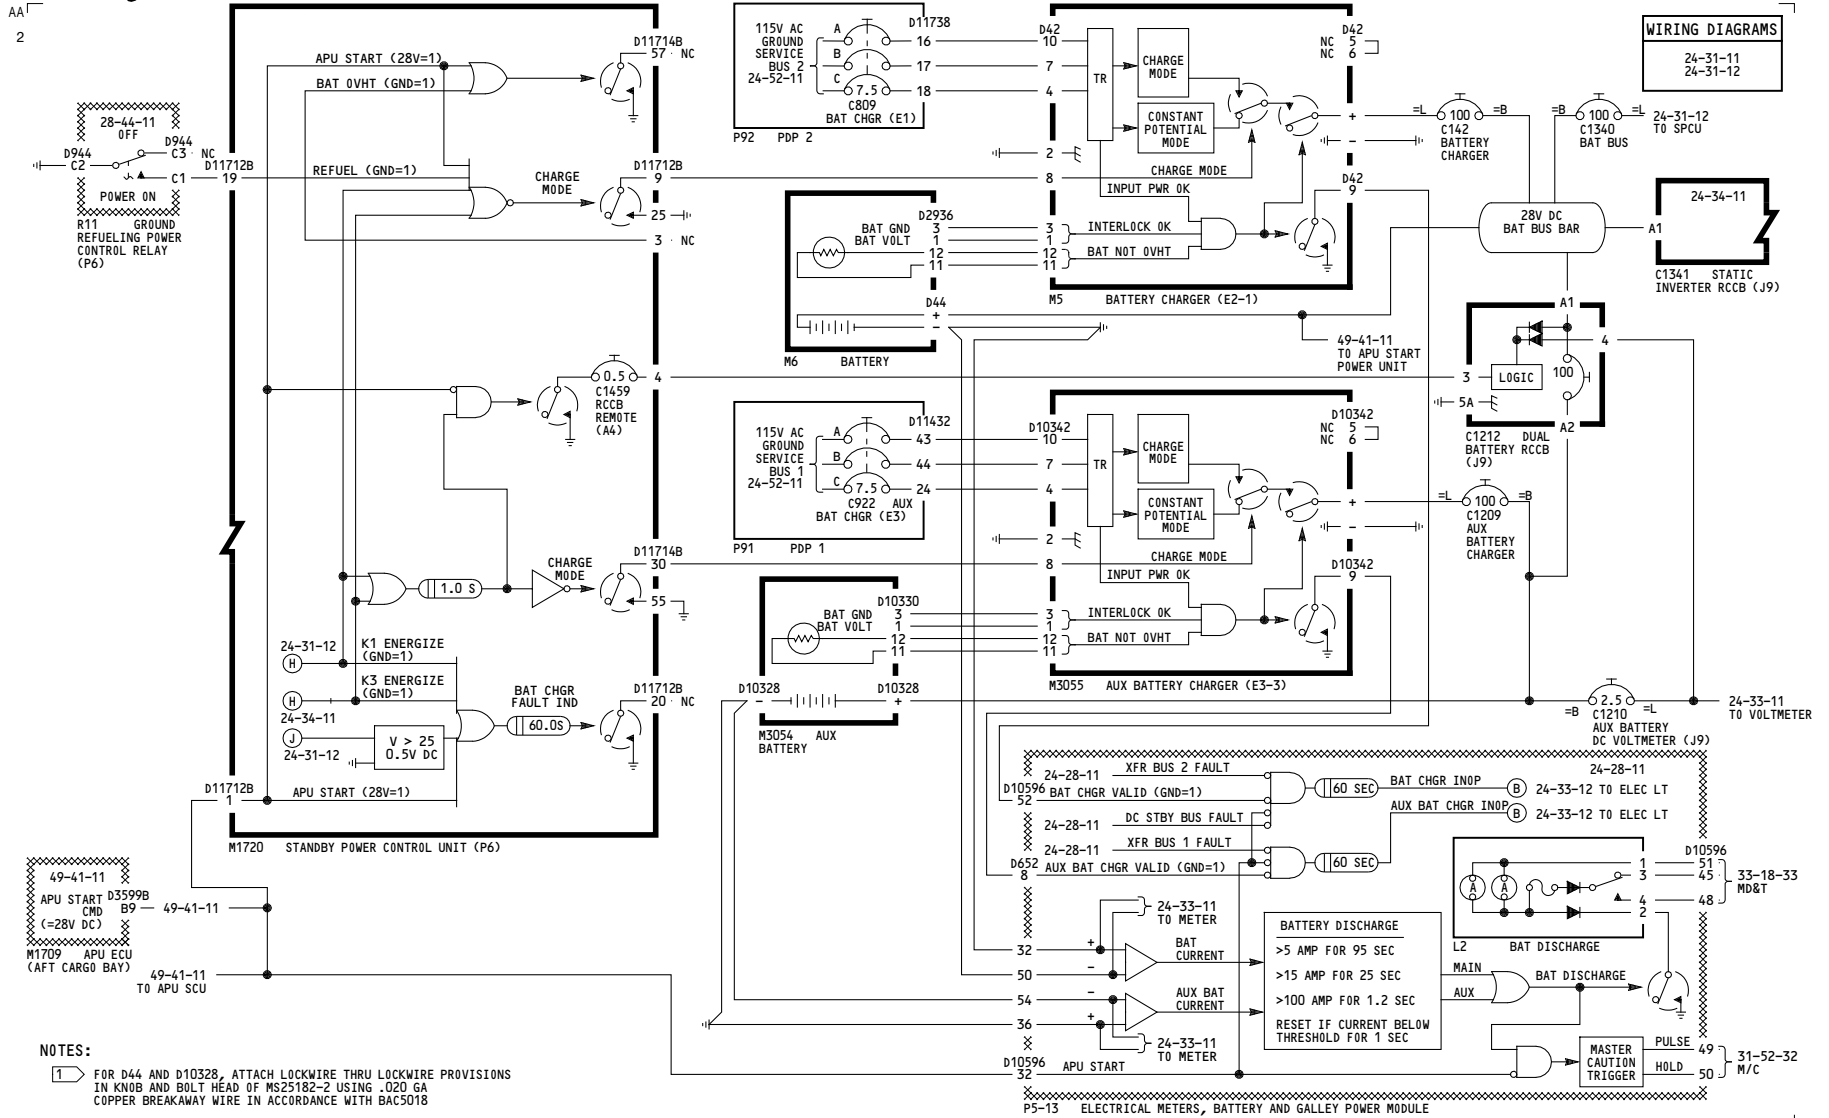 AA
2
APU START (28V=1)
BAT OVHT (GND=1)
D11714B
57 NC
28-44-11
OFF
D944
C3 NC
D944
C2
C1
POWER ON
R11 GROUND
REFUELING POWER
CONTROL RELAY
(P6)
D11712B
19
REFUEL (GND=1)
CHARGE
MODE
D11712B
9
25
3 NC
C1459
RCCB
REMOTE
(A4)
0.5
4
1.0 S
CHARGE
MODE
D11714B
30
55
24-31-12
H
K1 ENERGIZE
(GND=1)
H
K3 ENERGIZE
(GND=1)
24-34-11
J
24-31-12
V > 25
0.5V DC
BAT CHGR
FAULT IND
60.0S
D11712B
20 NC
D11712B
1
APU START (28V=1)
M1720 STANDBY POWER CONTROL UNIT (P6)
49-41-11
APU START
CMD
(=28V DC)
D3599B
B9
49-41-11
M1709 APU ECU
(AFT CARGO BAY)
49-41-11
TO APU SCU
NOTES:
1 FOR D44 AND D10328, ATTACH LOCKWIRE THRU LOCKWIRE PROVISIONS
IN KNOB AND BOLT HEAD OF MS25182-2 USING .020 GA
COPPER BREAKAWAY WIRE IN ACCORDANCE WITH BAC5018
115V AC
GROUND
SERVICE
BUS 2
24-52-11
A
B
C
7.5
C809
BAT CHGR (E1)
D11738
16
17
18
P92 PDP 2
D42
10
7
4
2
8
TR
CHARGE
MODE
CONSTANT
POTENTIAL
MODE
CHARGE MODE
INPUT PWR OK
INTERLOCK OK
BAT NOT OVHT
3
1
12
11
D42
NC 5
NC 6
+
−
D42
9
M5 BATTERY CHARGER (E2-1)
D2936
BAT GND 3
BAT VOLT 1
12
11
D44
+
−
M6 BATTERY
49-41-11
TO APU START
POWER UNIT
=L
100
=B
C142
BATTERY
CHARGER
=B
100
=L
C1340
BAT BUS
24-31-12
TO SPCU
WIRING DIAGRAMS
24-31-11
24-31-12
28V DC
BAT BUS BAR
A1
24-34-11
C1341 STATIC
INVERTER RCCB (J9)
A1
4
3
LOGIC
100
5A
A2
C1212 DUAL
BATTERY RCCB
(J9)
115V AC
GROUND
SERVICE
BUS 1
24-52-11
A
B
C
7.5
C922 AUX
BAT CHGR (E3)
D11432
43
44
24
P91 PDP 1
D10342
10
7
4
2
8
TR
CHARGE
MODE
CONSTANT
POTENTIAL
MODE
CHARGE MODE
INPUT PWR OK
INTERLOCK OK
BAT NOT OVHT
3
1
12
11
D10342
NC 5
NC 6
+
−
D10342
9
M3055 AUX BATTERY CHARGER (E3-3)
=L
100
=B
C1209
AUX
BATTERY
CHARGER
D10330
BAT GND 3
BAT VOLT 1
12
11
D10328
−
D10328
+
M3054 AUX
BATTERY
=B
2.5
=L
C1210
AUX BATTERY
DC VOLTMETER (J9)
24-33-11
TO VOLTMETER
24-28-11
24-28-11 XFR BUS 2 FAULT
D10596
52 BAT CHGR VALID (GND=1)
24-28-11 DC STBY BUS FAULT
24-28-11 XFR BUS 1 FAULT
D652
8 AUX BAT CHGR VALID (GND=1)
60 SEC
BAT CHGR INOP
B
24-33-12 TO ELEC LT
60 SEC
AUX BAT CHGR INOP
B
24-33-12 TO ELEC LT
A A
1
3
4
2
L2 BAT DISCHARGE
D10596
51
45
48
33-18-33
MD&T
24-33-11
TO METER
32 +
50 −
BAT
CURRENT
54 −
36 +
AUX BAT
CURRENT
24-33-11
TO METER
BATTERY DISCHARGE
>5 AMP FOR 95 SEC
>15 AMP FOR 25 SEC
>100 AMP FOR 1.2 SEC
RESET IF CURRENT BELOW
THRESHOLD FOR 1 SEC
MAIN
AUX
BAT DISCHARGE
D10596
32
APU START
MASTER
CAUTION
TRIGGER
PULSE 49
HOLD 50
31-52-32
M/C
P5-13 ELECTRICAL METERS, BATTERY AND GALLEY POWER MODULE